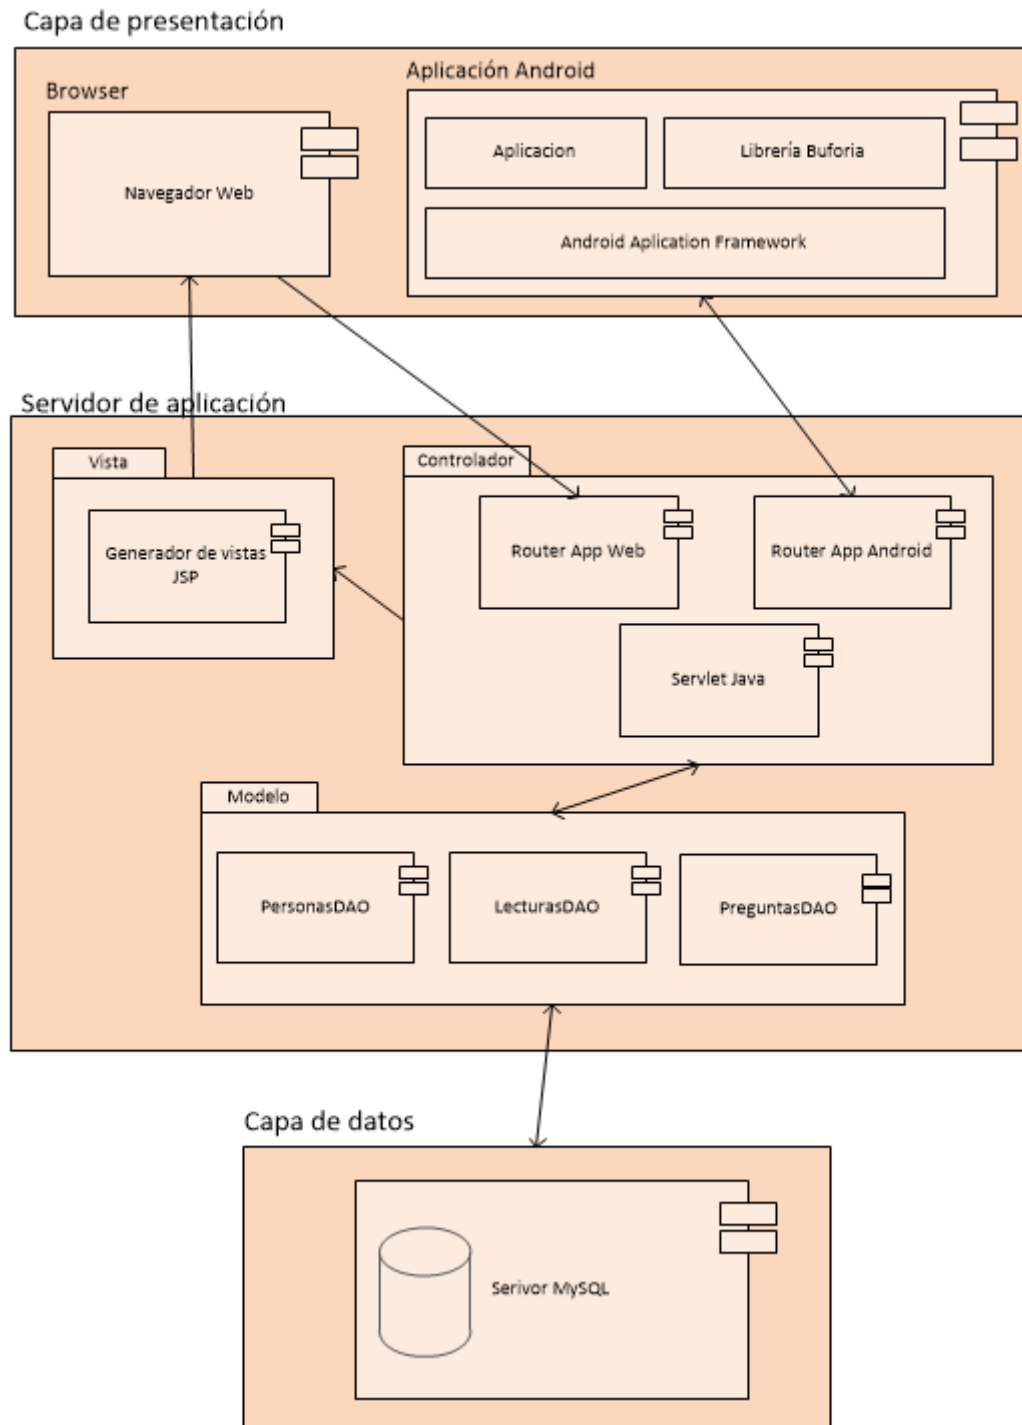 Capa de presentación
Aplicación Android
Browser
Aplicacion
Librería Buforia
Navegador Web
Android Aplication Framework
Servidor de aplicación
Vista
Controlador
Generador de vistas
JSP
Router App Web
Router App Android
Servlet Java
Modelo
PersonasDAO
LecturasDAO
PreguntasDAO
Capa de datos
Serivor MySQL